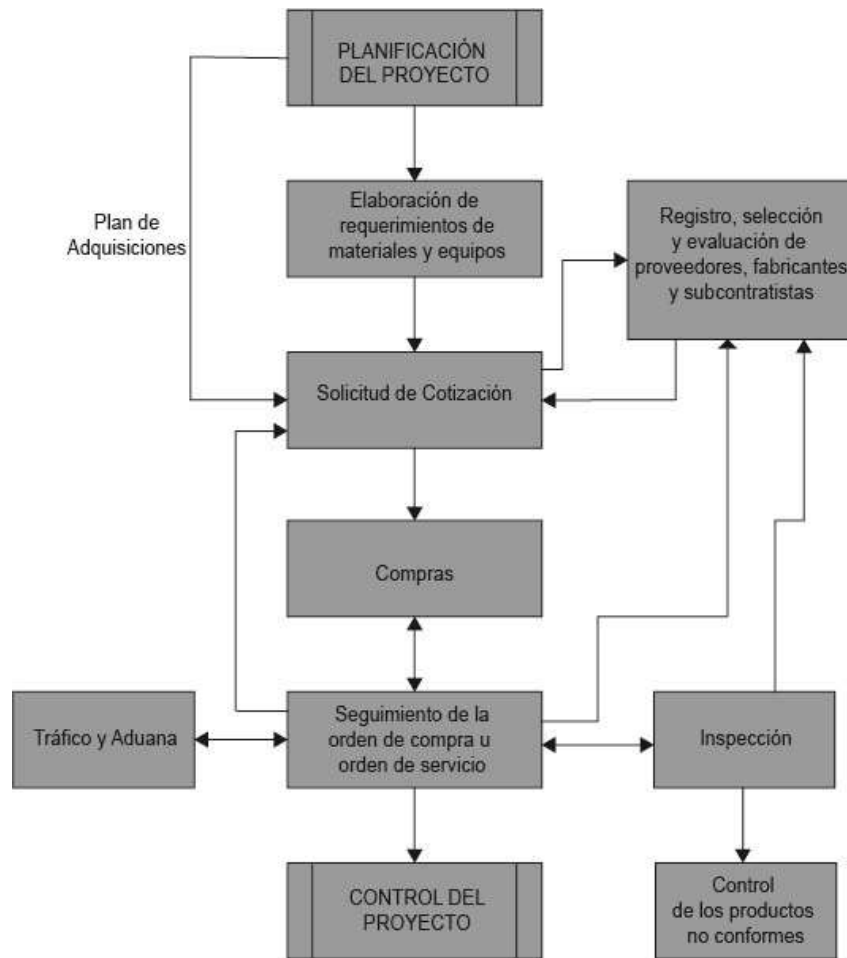 PLANIFICACIÓN
DEL PROYECTO
Elaboración de
requerimientos de
materiales y equipos
Registro, selección
y evaluación de
proveedores, fabricantes
y subcontratistas
Plan de
Adquisiciones
Solicitud de Cotización
Compras
Tráfico y Aduana
Seguimiento de la
orden de compra u
orden de servicio
Inspección
CONTROL DEL
PROYECTO
Control
de los productos
no conformes